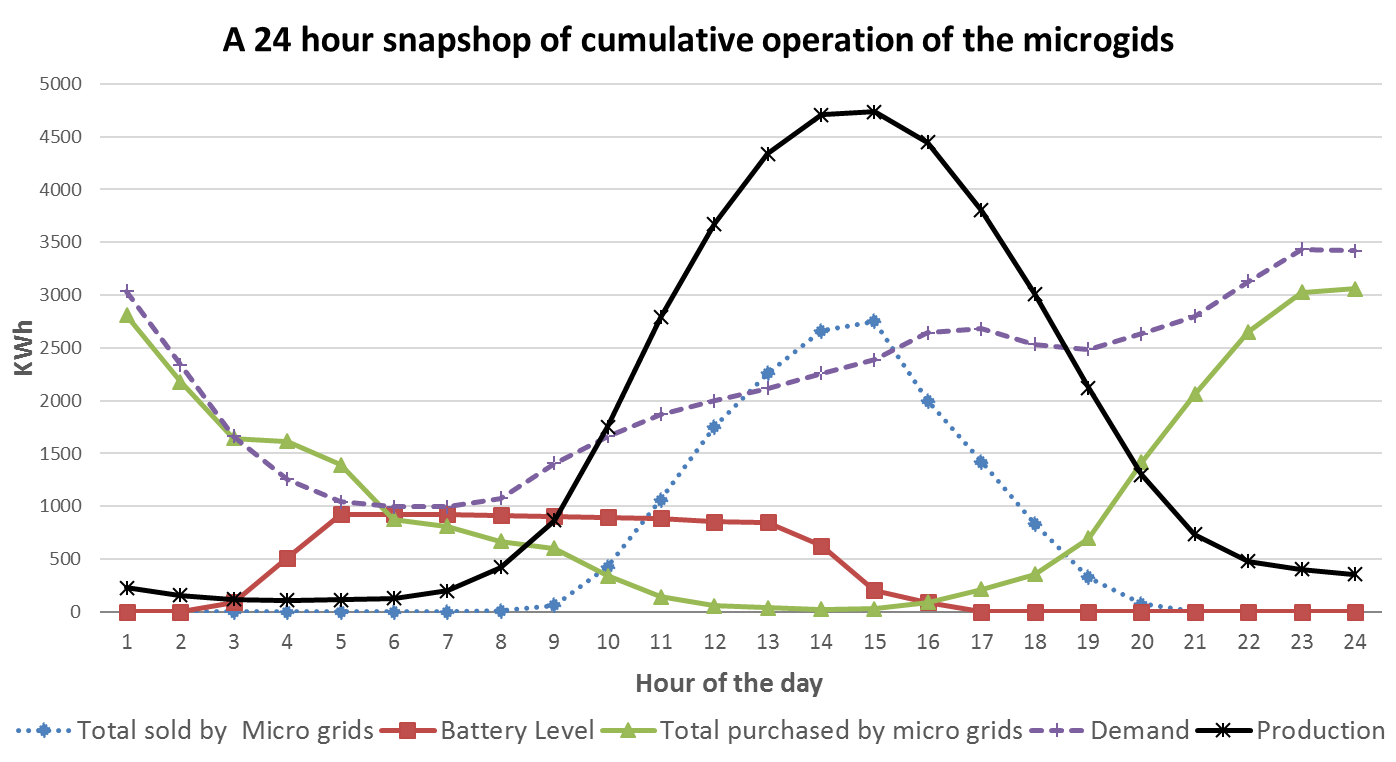 A 24 hour snapshop of cumulative operation of the microgids
5000
4500
4000
3500
3000
2500
2000
1500
1000
500
0
KWh
1 2 3 4 5 6 7 8 9 10 11 12 13 14 15 16 17 18 19 20 21 22 23 24
Hour of the day
Total sold by Micro grids Battery Level Total purchased by micro grids Demand Production